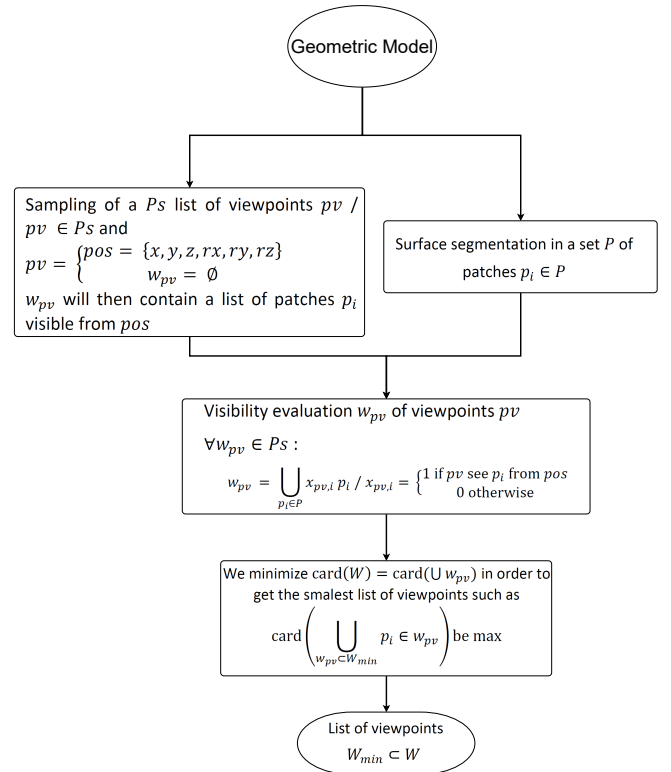 Geometric Model
Sampling of a Ps list of viewpoints pv /
pv ∈ Ps and
pv = {pos = {x, y, z, rx, ry, rz}
w_pv = ∅
w_pv will then contain a list of patches p_i
visible from pos
Surface segmentation in a set P of
patches p_i ∈ P
Visibility evaluation w_pv of viewpoints pv
∀w_pv ∈ Ps :
w_pv = ⋃_{p_i∈P} x_{pv,i} p_i / x_{pv,i} = {1 if pv see p_i from pos
0 otherwise
We minimize card(W) = card(⋃ w_pv) in order to
get the smalest list of viewpoints such as
card(⋃_{w_pv⊂W_min} p_i ∈ w_pv) be max
List of viewpoints
W_min ⊂ W